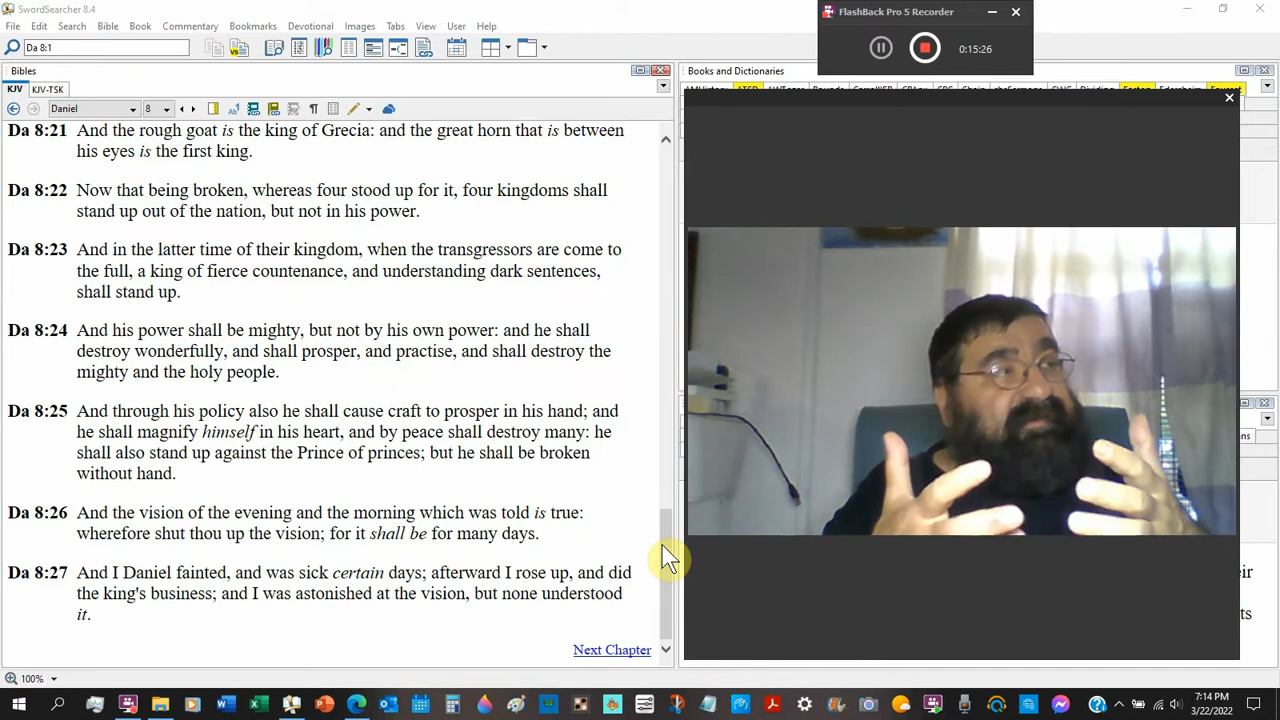 SwordSearcher 8.4
File Edit Search Bible Book Commentary Bookmarks Devotional Images Tabs View User Help
Da 8:1
FlashBack Pro 5 Recorder
0:15:26
Bibles
KJV KJV-TSK
Daniel 8
Books and Dictionaries
Da 8:21 And the rough goat is the king of Grecia: and the great horn that is between
his eyes is the first king.
Da 8:22 Now that being broken, whereas four stood up for it, four kingdoms shall
stand up out of the nation, but not in his power.
Da 8:23 And in the latter time of their kingdom, when the transgressors are come to
the full, a king of fierce countenance, and understanding dark sentences,
shall stand up.
Da 8:24 And his power shall be mighty, but not by his own power: and he shall
destroy wonderfully, and shall prosper, and practise, and shall destroy the
mighty and the holy people.
Da 8:25 And through his policy also he shall cause craft to prosper in his hand; and
he shall magnify himself in his heart, and by peace shall destroy many: he
shall also stand up against the Prince of princes; but he shall be broken
without hand.
Da 8:26 And the vision of the evening and the morning which was told is true:
wherefore shut thou up the vision; for it shall be for many days.
Da 8:27 And I Daniel fainted, and was sick certain days; afterward I rose up, and did
the king's business; and I was astonished at the vision, but none understood
it.
Next Chapter
100%
7:14 PM
3/22/2022